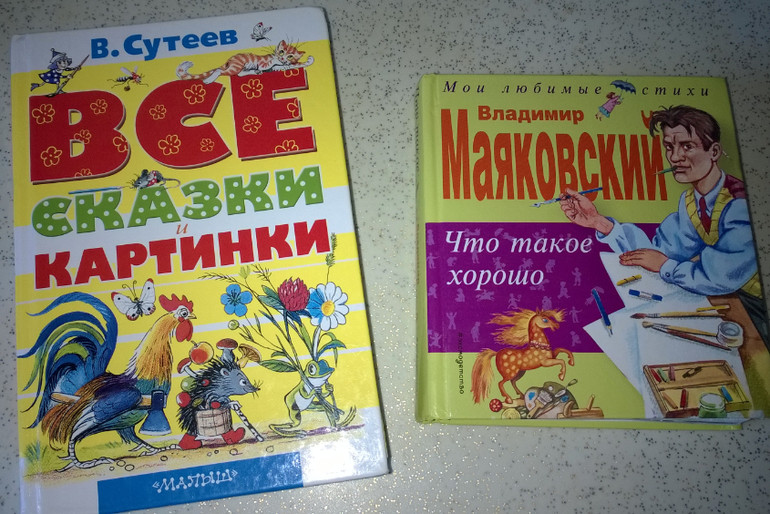 В. Сутеев
ВСЕ
СКАЗКИ
и
КАРТИНКИ
«МАЛЫШ»
Мои любимые стихи
Владимир
Маяковский
Что такое
хорошо